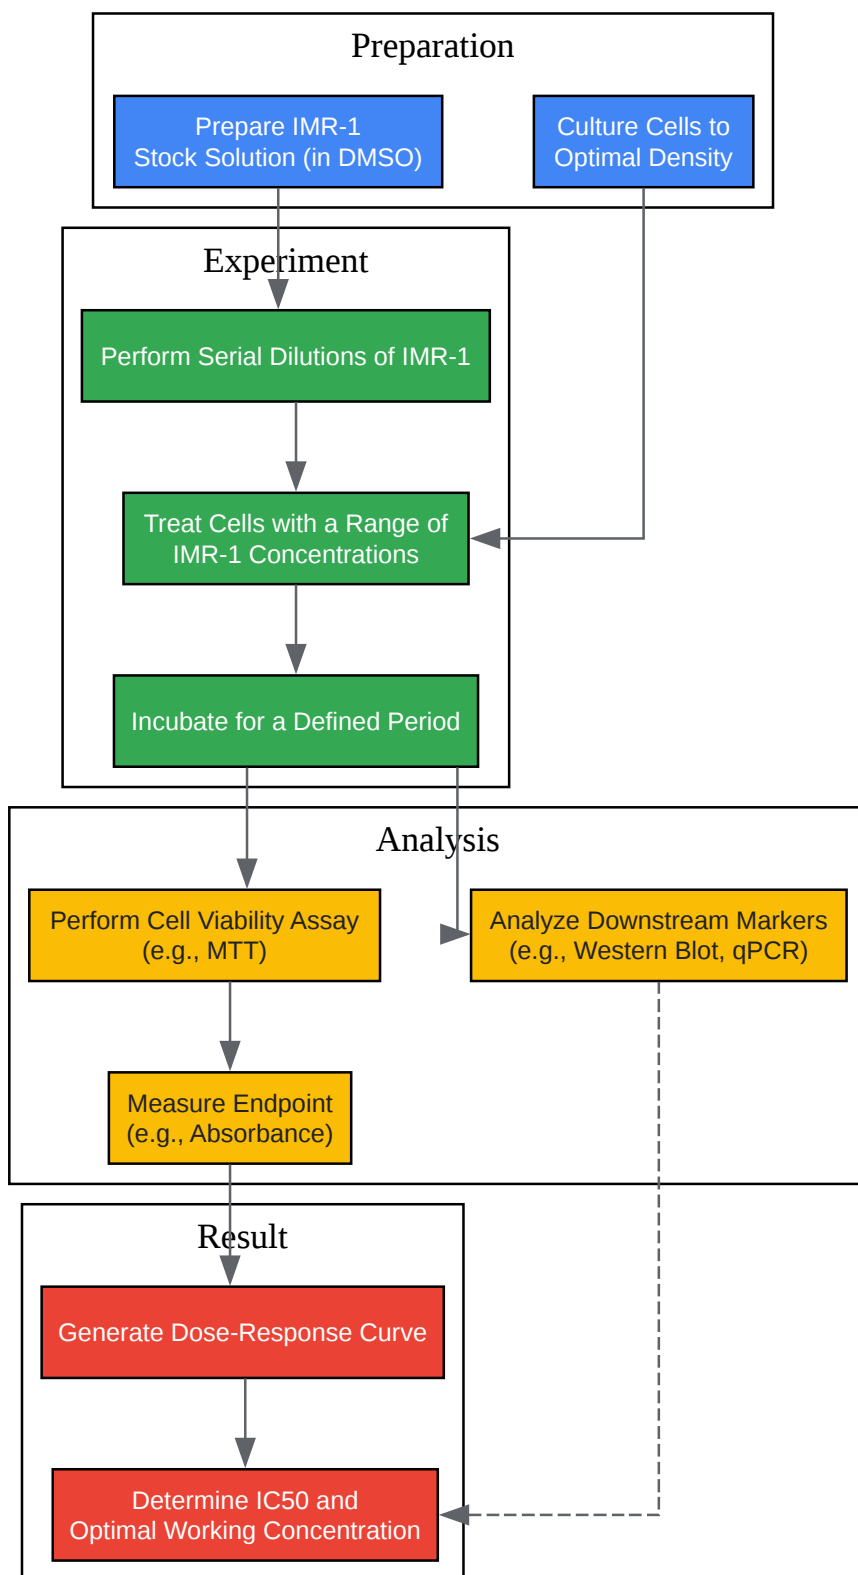 Preparation
Prepare IMR-1
Stock Solution (in DMSO)
Culture Cells to
Optimal Density
Experiment
Perform Serial Dilutions of IMR-1
Treat Cells with a Range of
IMR-1 Concentrations
Incubate for a Defined Period
Analysis
Perform Cell Viability Assay
(e.g., MTT)
Analyze Downstream Markers
(e.g., Western Blot, qPCR)
Measure Endpoint
(e.g., Absorbance)
Result
Generate Dose-Response Curve
Determine IC50 and
Optimal Working Concentration